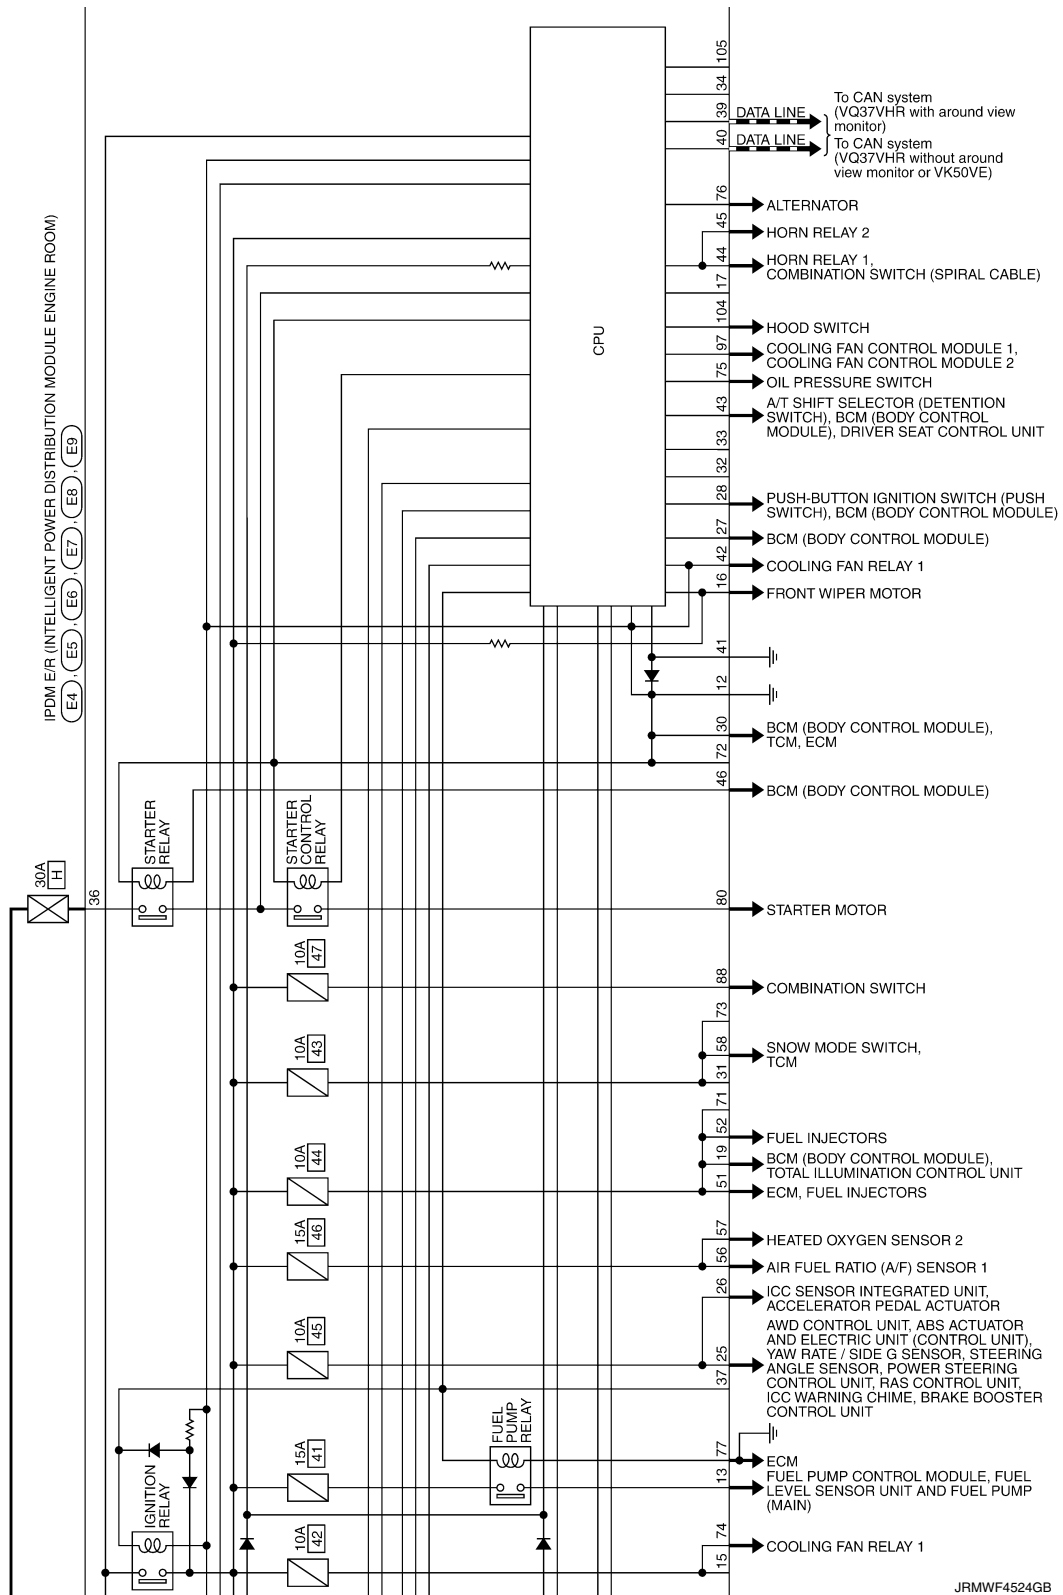 105
34
39
DATA LINE
To CAN system
(VQ37VHR with around view
monitor)
40
DATA LINE
To CAN system
(VQ37VHR without around
view monitor or VK50VE)
76
ALTERNATOR
45
HORN RELAY 2
44
HORN RELAY 1,
COMBINATION SWITCH (SPIRAL CABLE)
17
104
HOOD SWITCH
CPU
97
COOLING FAN CONTROL MODULE 1,
COOLING FAN CONTROL MODULE 2
75
OIL PRESSURE SWITCH
43
A/T SHIFT SELECTOR (DETENTION
SWITCH), BCM (BODY CONTROL
MODULE), DRIVER SEAT CONTROL UNIT
33
32
28
PUSH-BUTTON IGNITION SWITCH (PUSH
SWITCH), BCM (BODY CONTROL MODULE)
27
BCM (BODY CONTROL MODULE)
42
COOLING FAN RELAY 1
16
FRONT WIPER MOTOR
IPDM E/R (INTELLIGENT POWER DISTRIBUTION MODULE ENGINE ROOM)
E4 , E5 , E6 , E7 , E8 , E9
41
12
30
BCM (BODY CONTROL MODULE),
TCM, ECM
72
46
BCM (BODY CONTROL MODULE)
STARTER
RELAY
STARTER
CONTROL
RELAY
30A
H
36
80
STARTER MOTOR
10A
47
88
COMBINATION SWITCH
73
10A
43
58
SNOW MODE SWITCH,
TCM
31
71
52
FUEL INJECTORS
10A
44
19
BCM (BODY CONTROL MODULE),
TOTAL ILLUMINATION CONTROL UNIT
51
ECM, FUEL INJECTORS
15A
46
57
HEATED OXYGEN SENSOR 2
56
AIR FUEL RATIO (A/F) SENSOR 1
26
ICC SENSOR INTEGRATED UNIT,
ACCELERATOR PEDAL ACTUATOR
10A
45
25
AWD CONTROL UNIT, ABS ACTUATOR
AND ELECTRIC UNIT (CONTROL UNIT),
YAW RATE / SIDE G SENSOR, STEERING
ANGLE SENSOR, POWER STEERING
CONTROL UNIT, RAS CONTROL UNIT,
ICC WARNING CHIME, BRAKE BOOSTER
CONTROL UNIT
37
FUEL
PUMP
RELAY
77
ECM
15A
41
13
FUEL PUMP CONTROL MODULE, FUEL
LEVEL SENSOR UNIT AND FUEL PUMP
(MAIN)
IGNITION
RELAY
10A
42
74
COOLING FAN RELAY 1
15
JRMWF4524GB